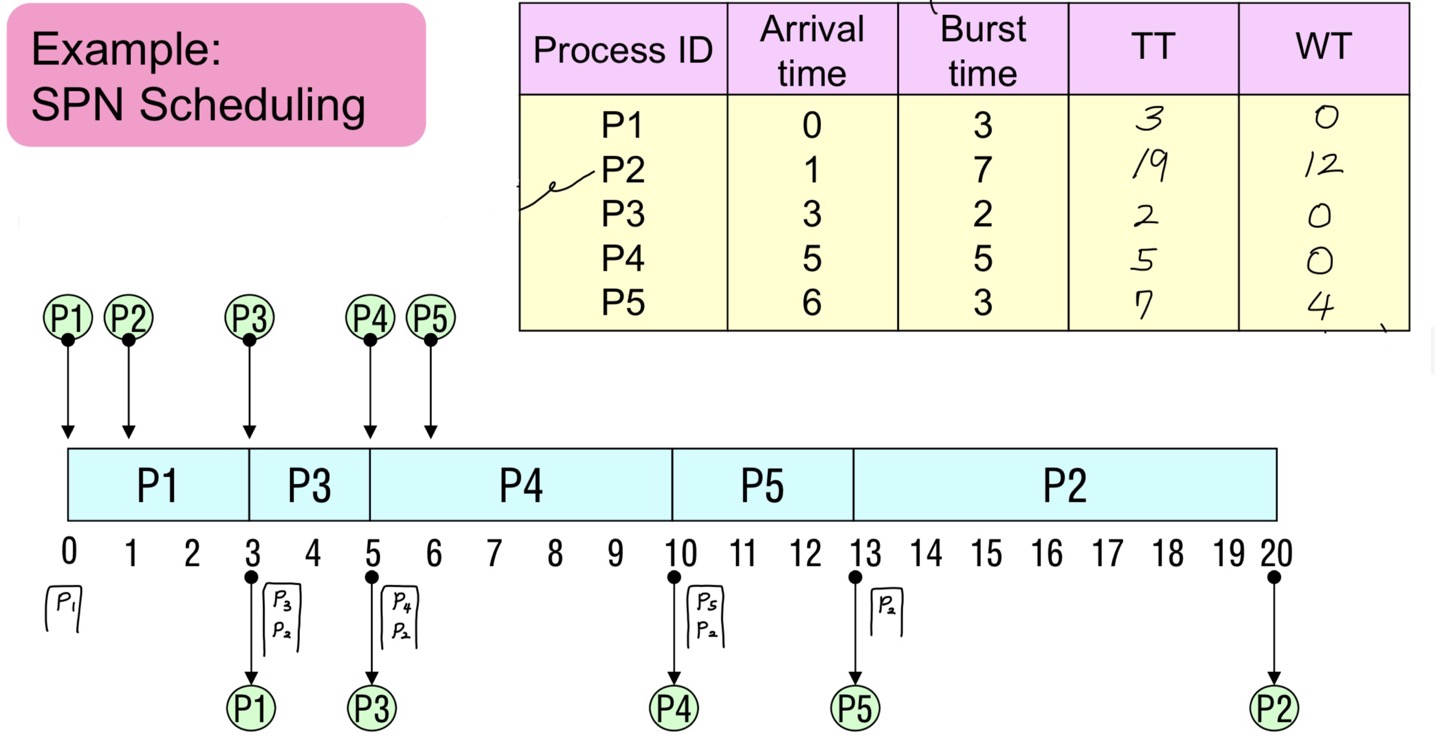 Example:
SPN Scheduling
Process ID Arrival time Burst time TT WT
P1 0 3 3 0
P2 1 7 19 12
P3 3 2 2 0
P4 5 5 5 0
P5 6 3 7 4
P1 P2 P3 P4 P5
P1 P3 P4 P5 P2
0 1 2 3 4 5 6 7 8 9 10 11 12 13 14 15 16 17 18 19 20
P1 P3 P4 P5 P2
P2 P2 P2
P1 P3 P4 P5 P2